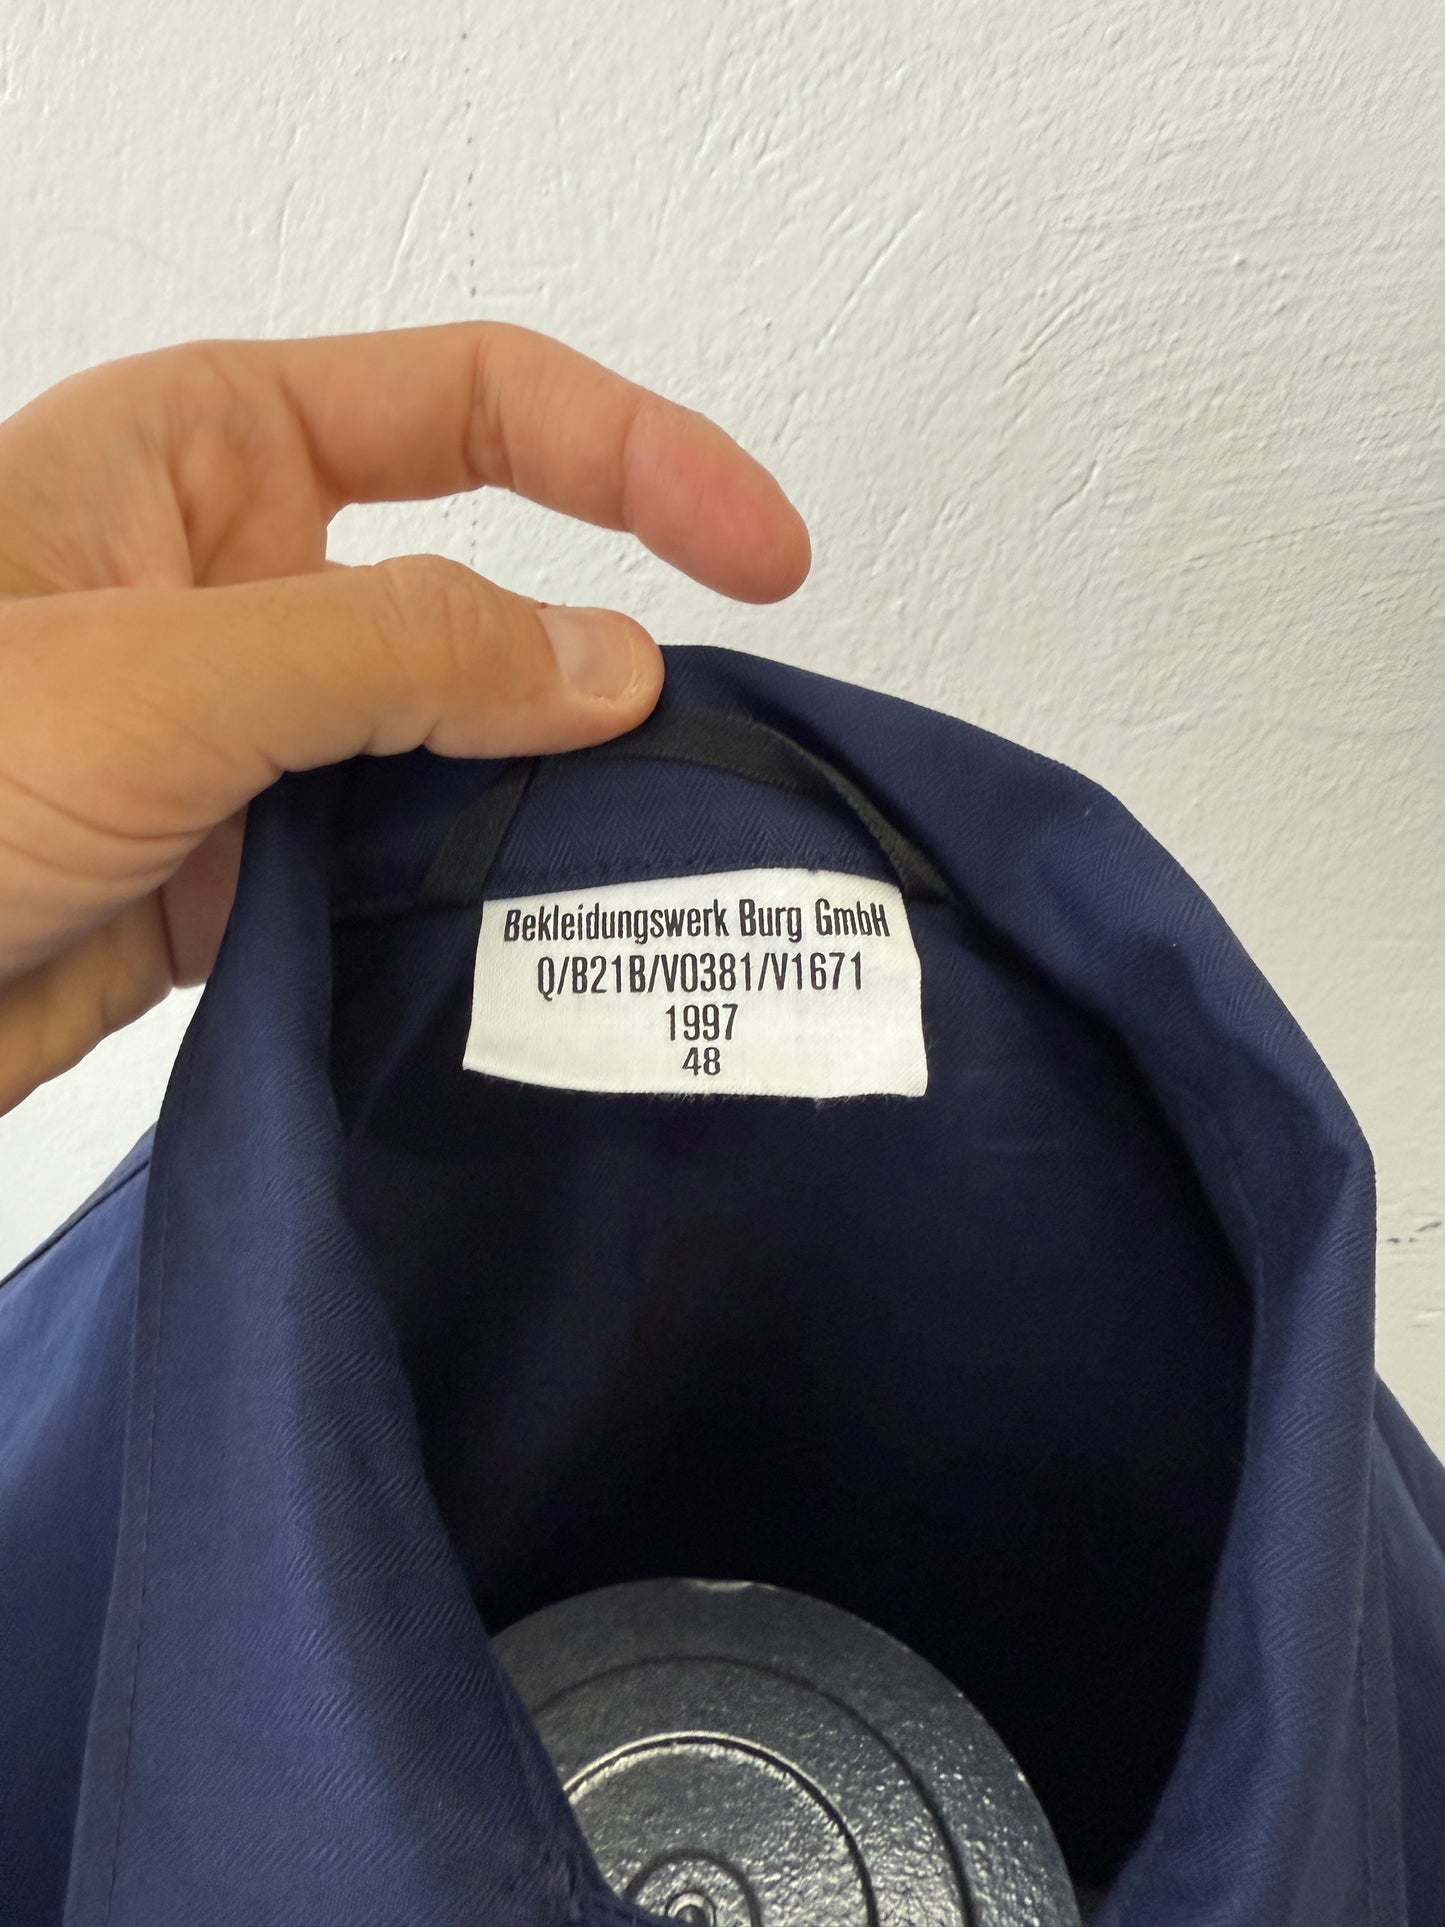 Bekleidungswerk Burg GmbH
Q/B21B/V0381/V1671
1997
48